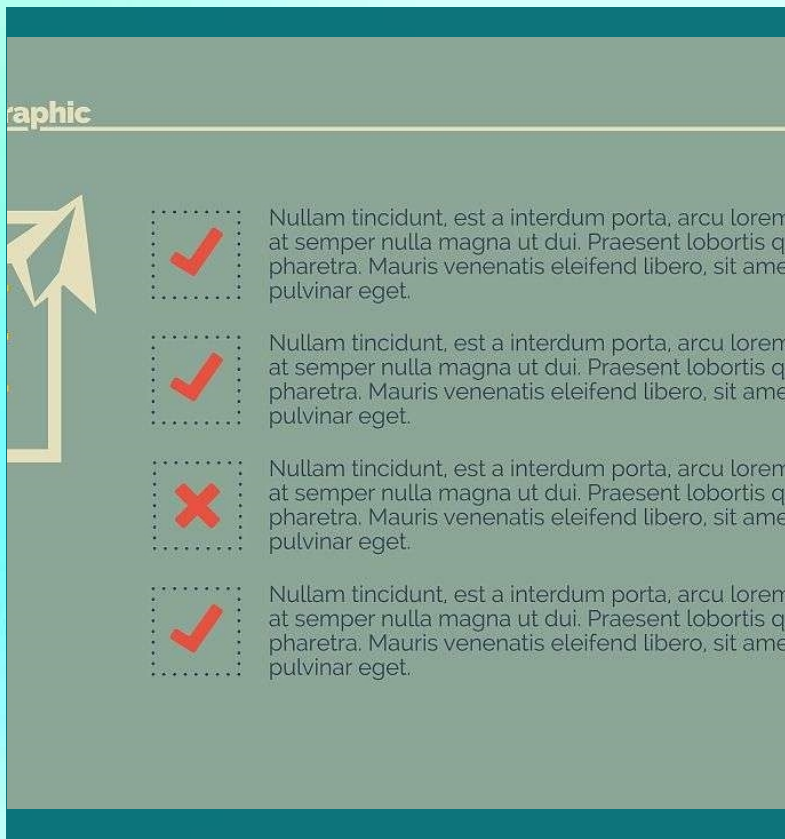 raphic
Nullam tincidunt, est a interdum porta, arcu lorem
at semper nulla magna ut dui. Praesent lobortis q
pharetra. Mauris venenatis eleifend libero, sit ame
pulvinar eget.
Nullam tincidunt, est a interdum porta, arcu lorem
at semper nulla magna ut dui. Praesent lobortis q
pharetra. Mauris venenatis eleifend libero, sit ame
pulvinar eget.
Nullam tincidunt, est a interdum porta, arcu lorem
at semper nulla magna ut dui. Praesent lobortis q
pharetra. Mauris venenatis eleifend libero, sit ame
pulvinar eget.
Nullam tincidunt, est a interdum porta, arcu lorem
at semper nulla magna ut dui. Praesent lobortis q
pharetra. Mauris venenatis eleifend libero, sit ame
pulvinar eget.